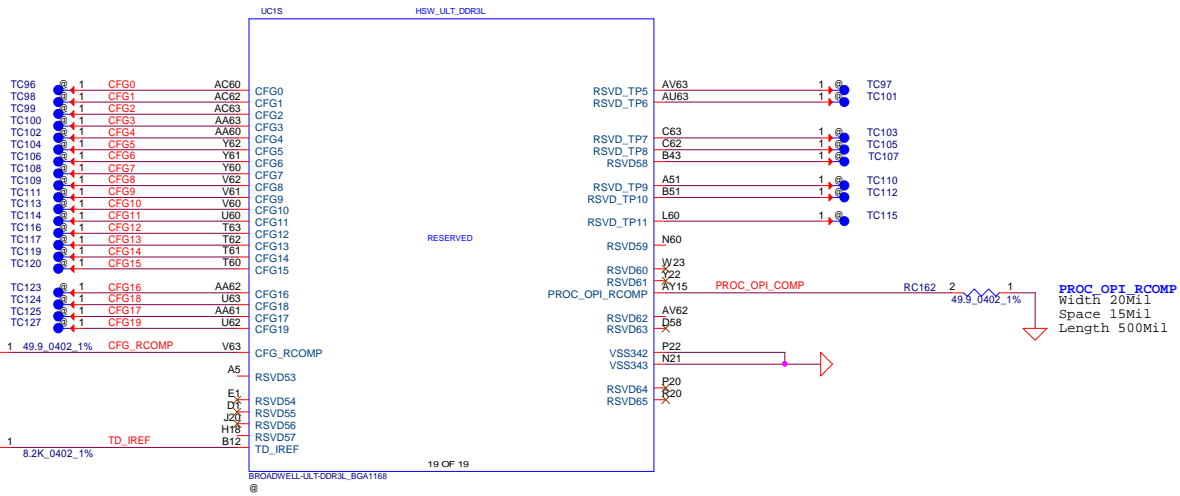 UC1S HSW_ULT_DDR3L
TC96 @ 1 CFG0 AC60 CFG0
TC98 @ 1 CFG1 AC62 CFG1
TC99 @ 1 CFG2 AC63 CFG2
TC100 @ 1 CFG3 AA63 CFG3
TC102 @ 1 CFG4 AA60 CFG4
TC104 @ 1 CFG5 Y62 CFG5
TC106 @ 1 CFG6 Y61 CFG6
TC108 @ 1 CFG7 Y60 CFG7
TC109 @ 1 CFG8 V62 CFG8
TC111 @ 1 CFG9 V61 CFG9
TC113 @ 1 CFG10 V60 CFG10
TC114 @ 1 CFG11 U60 CFG11
TC116 @ 1 CFG12 T63 CFG12
TC117 @ 1 CFG13 T62 CFG13
TC119 @ 1 CFG14 T61 CFG14
TC120 @ 1 CFG15 T60 CFG15
TC123 @ 1 CFG16 AA62 CFG16
TC124 @ 1 CFG18 U63 CFG18
TC125 @ 1 CFG17 AA61 CFG17
TC127 @ 1 CFG19 U62 CFG19
1 49.9_0402_1% CFG_RCOMP V63 CFG_RCOMP
A5 RSVD53
E1 RSVD54
D1 RSVD55
J20 RSVD56
H18 RSVD57
1 8.2K_0402_1% TD_IREF B12 TD_IREF
RESERVED
RSVD_TP5 AV63 1 @ TC97
RSVD_TP6 AU63 1 @ TC101
RSVD_TP7 C63 1 @ TC103
RSVD_TP8 C62 1 @ TC105
RSVD58 B43 1 @ TC107
RSVD_TP9 A51 1 @ TC110
RSVD_TP10 B51 1 @ TC112
RSVD_TP11 L60 1 @ TC115
RSVD59 N60
RSVD60 W23
RSVD61 Y22
PROC_OPI_RCOMP AY15 PROC_OPI_COMP RC162 2 49.9_0402_1% 1
RSVD62 AV62
RSVD63 D58
VSS342 P22
VSS343 N21
RSVD64 P20
RSVD65 R20
PROC_OPI_RCOMP
Width 20Mil
Space 15Mil
Length 500Mil
19 OF 19
BROADWELL-ULT-DDR3L_BGA1168
@